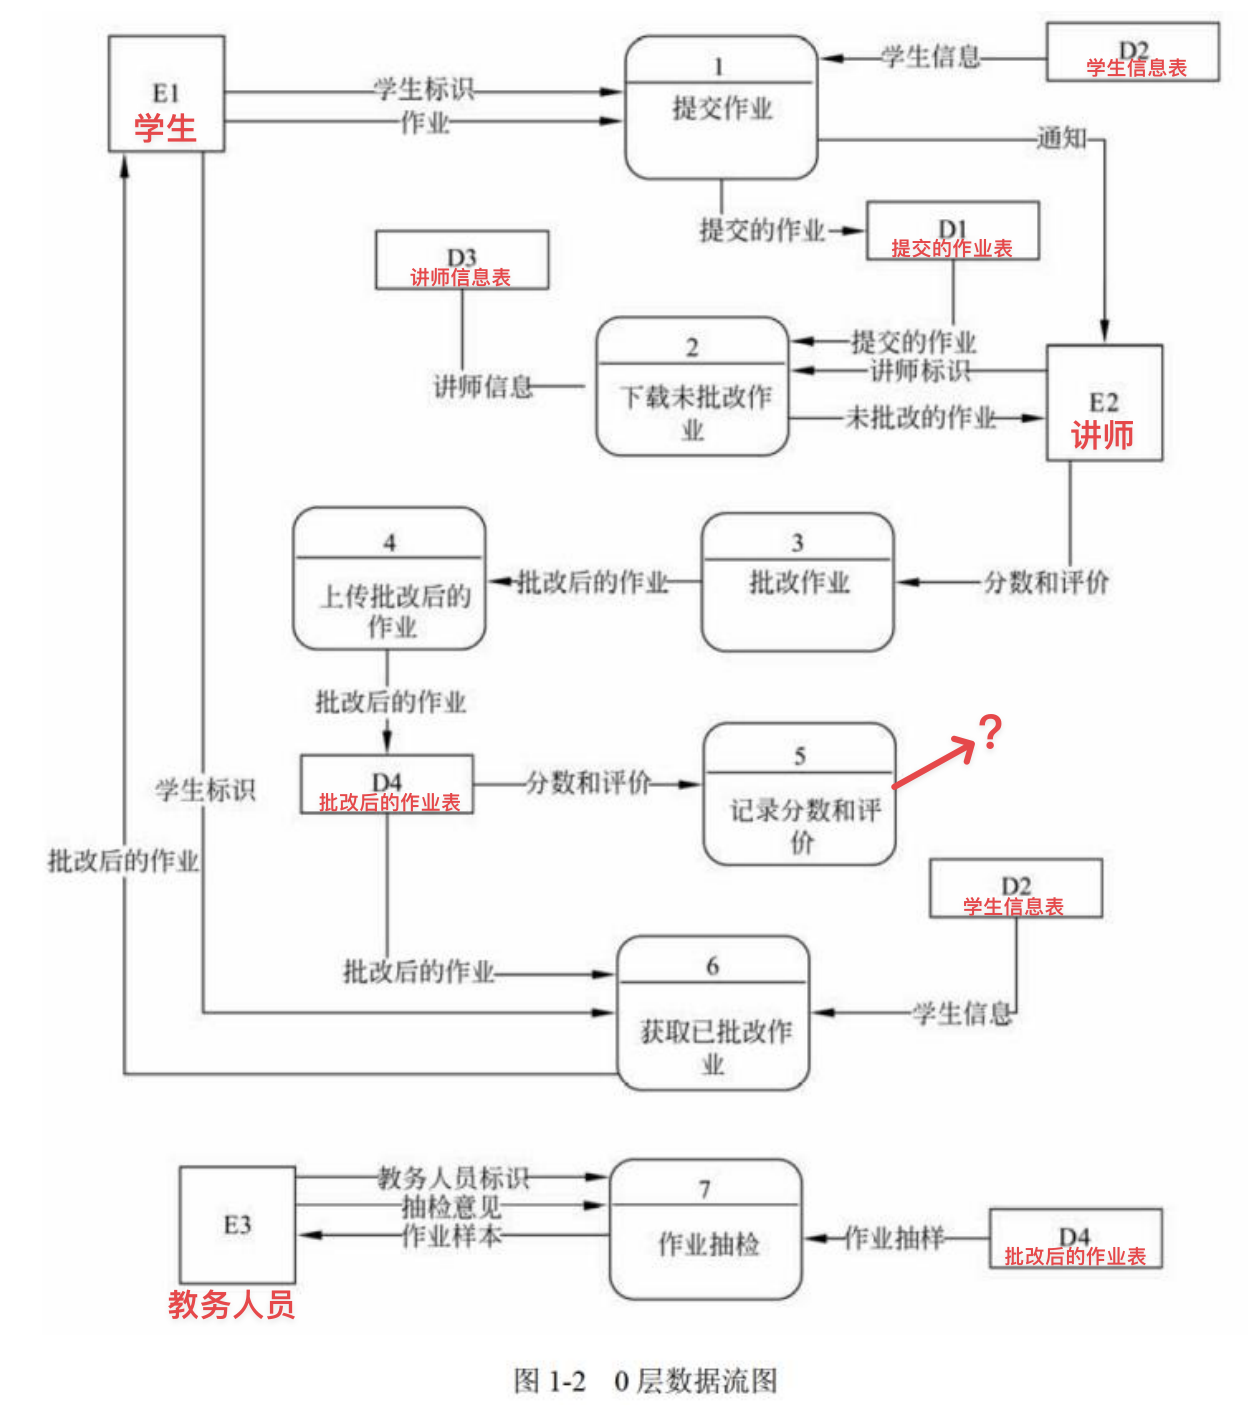 E1
学生
学生标识
作业
1
提交作业
学生信息
D2
学生信息表
通知
提交的作业
D1
提交的作业表
D3
讲师信息表
讲师信息
2
下载未批改作
业
提交的作业
讲师标识
未批改的作业
E2
讲师
4
上传批改后的
作业
批改后的作业
3
批改作业
分数和评价
批改后的作业
D4
批改后的作业表
分数和评价
5
记录分数和评
价
?
学生标识
批改后的作业
D2
学生信息表
批改后的作业
6
获取已批改作
业
学生信息
E3
教务人员
教务人员标识
抽检意见
作业样本
7
作业抽检
作业抽样
D4
批改后的作业表
图 1-2 0 层数据流图